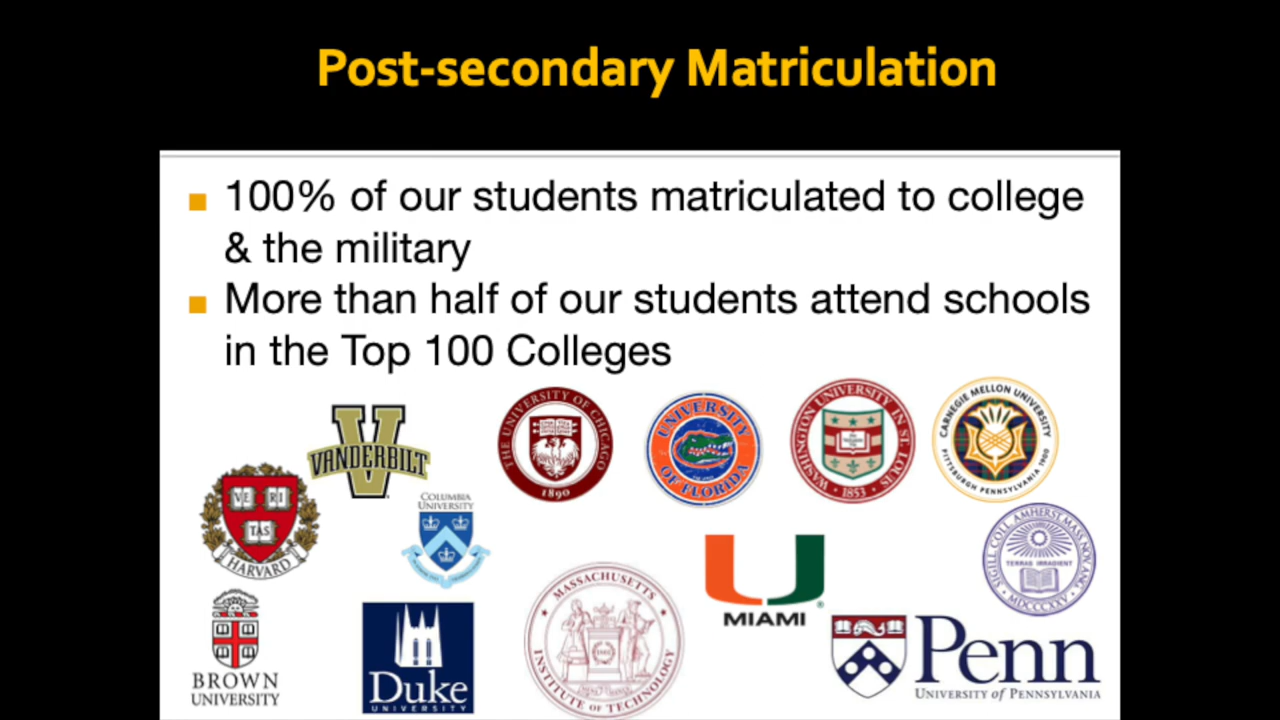 Post-secondary Matriculation
100% of our students matriculated to college
& the military
More than half of our students attend schools
in the Top 100 Colleges
VANDERBILT
THE UNIVERSITY OF CHICAGO
1890
UNIVERSITY
OF FLORIDA
WASHINGTON UNIVERSITY IN ST. LOUIS
1853
CARNEGIE MELLON UNIVERSITY
PITTSBURGH PENNSYLVANIA 1900
VE RI
TAS
HARVARD
COLUMBIA
UNIVERSITY
SIGILL. COLL. AMHERST. MASS. NOV. ANG.
TERRAS IRRADIENT
MDCCCXXV
MASSACHUSETTS
INSTITUTE OF TECHNOLOGY
U
MIAMI
BROWN
UNIVERSITY
Duke
UNIVERSITY
Penn
UNIVERSITY of PENNSYLVANIA